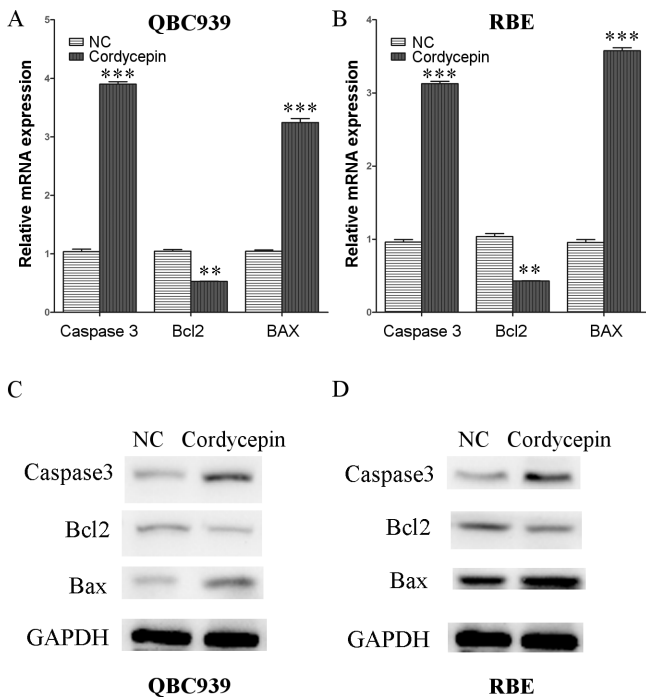 A
QBC939
NC
Cordycepin
Relative mRNA expression
5
4
3
2
1
0
***
**
***
Caspase 3 Bcl2 BAX
B
RBE
NC
Cordycepin
Relative mRNA expression
4
3
2
1
0
***
**
***
Caspase 3 Bcl2 BAX
C
NC Cordycepin
Caspase3
Bcl2
Bax
GAPDH
QBC939
D
NC Cordycepin
Caspase3
Bcl2
Bax
GAPDH
RBE